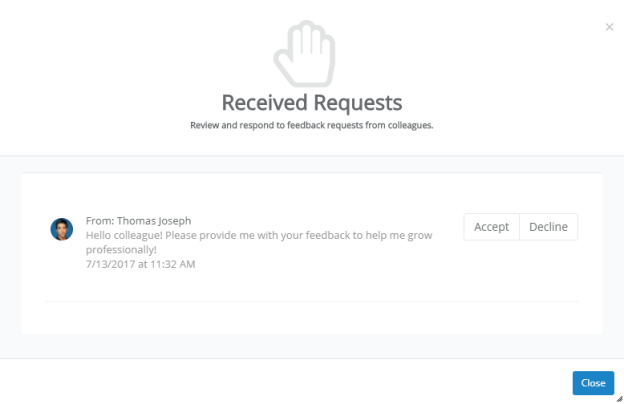 ×
Received Requests
Review and respond to feedback requests from colleagues.
From: Thomas Joseph
Hello colleague! Please provide me with your feedback to help me grow
professionally!
7/13/2017 at 11:32 AM
Accept Decline
Close